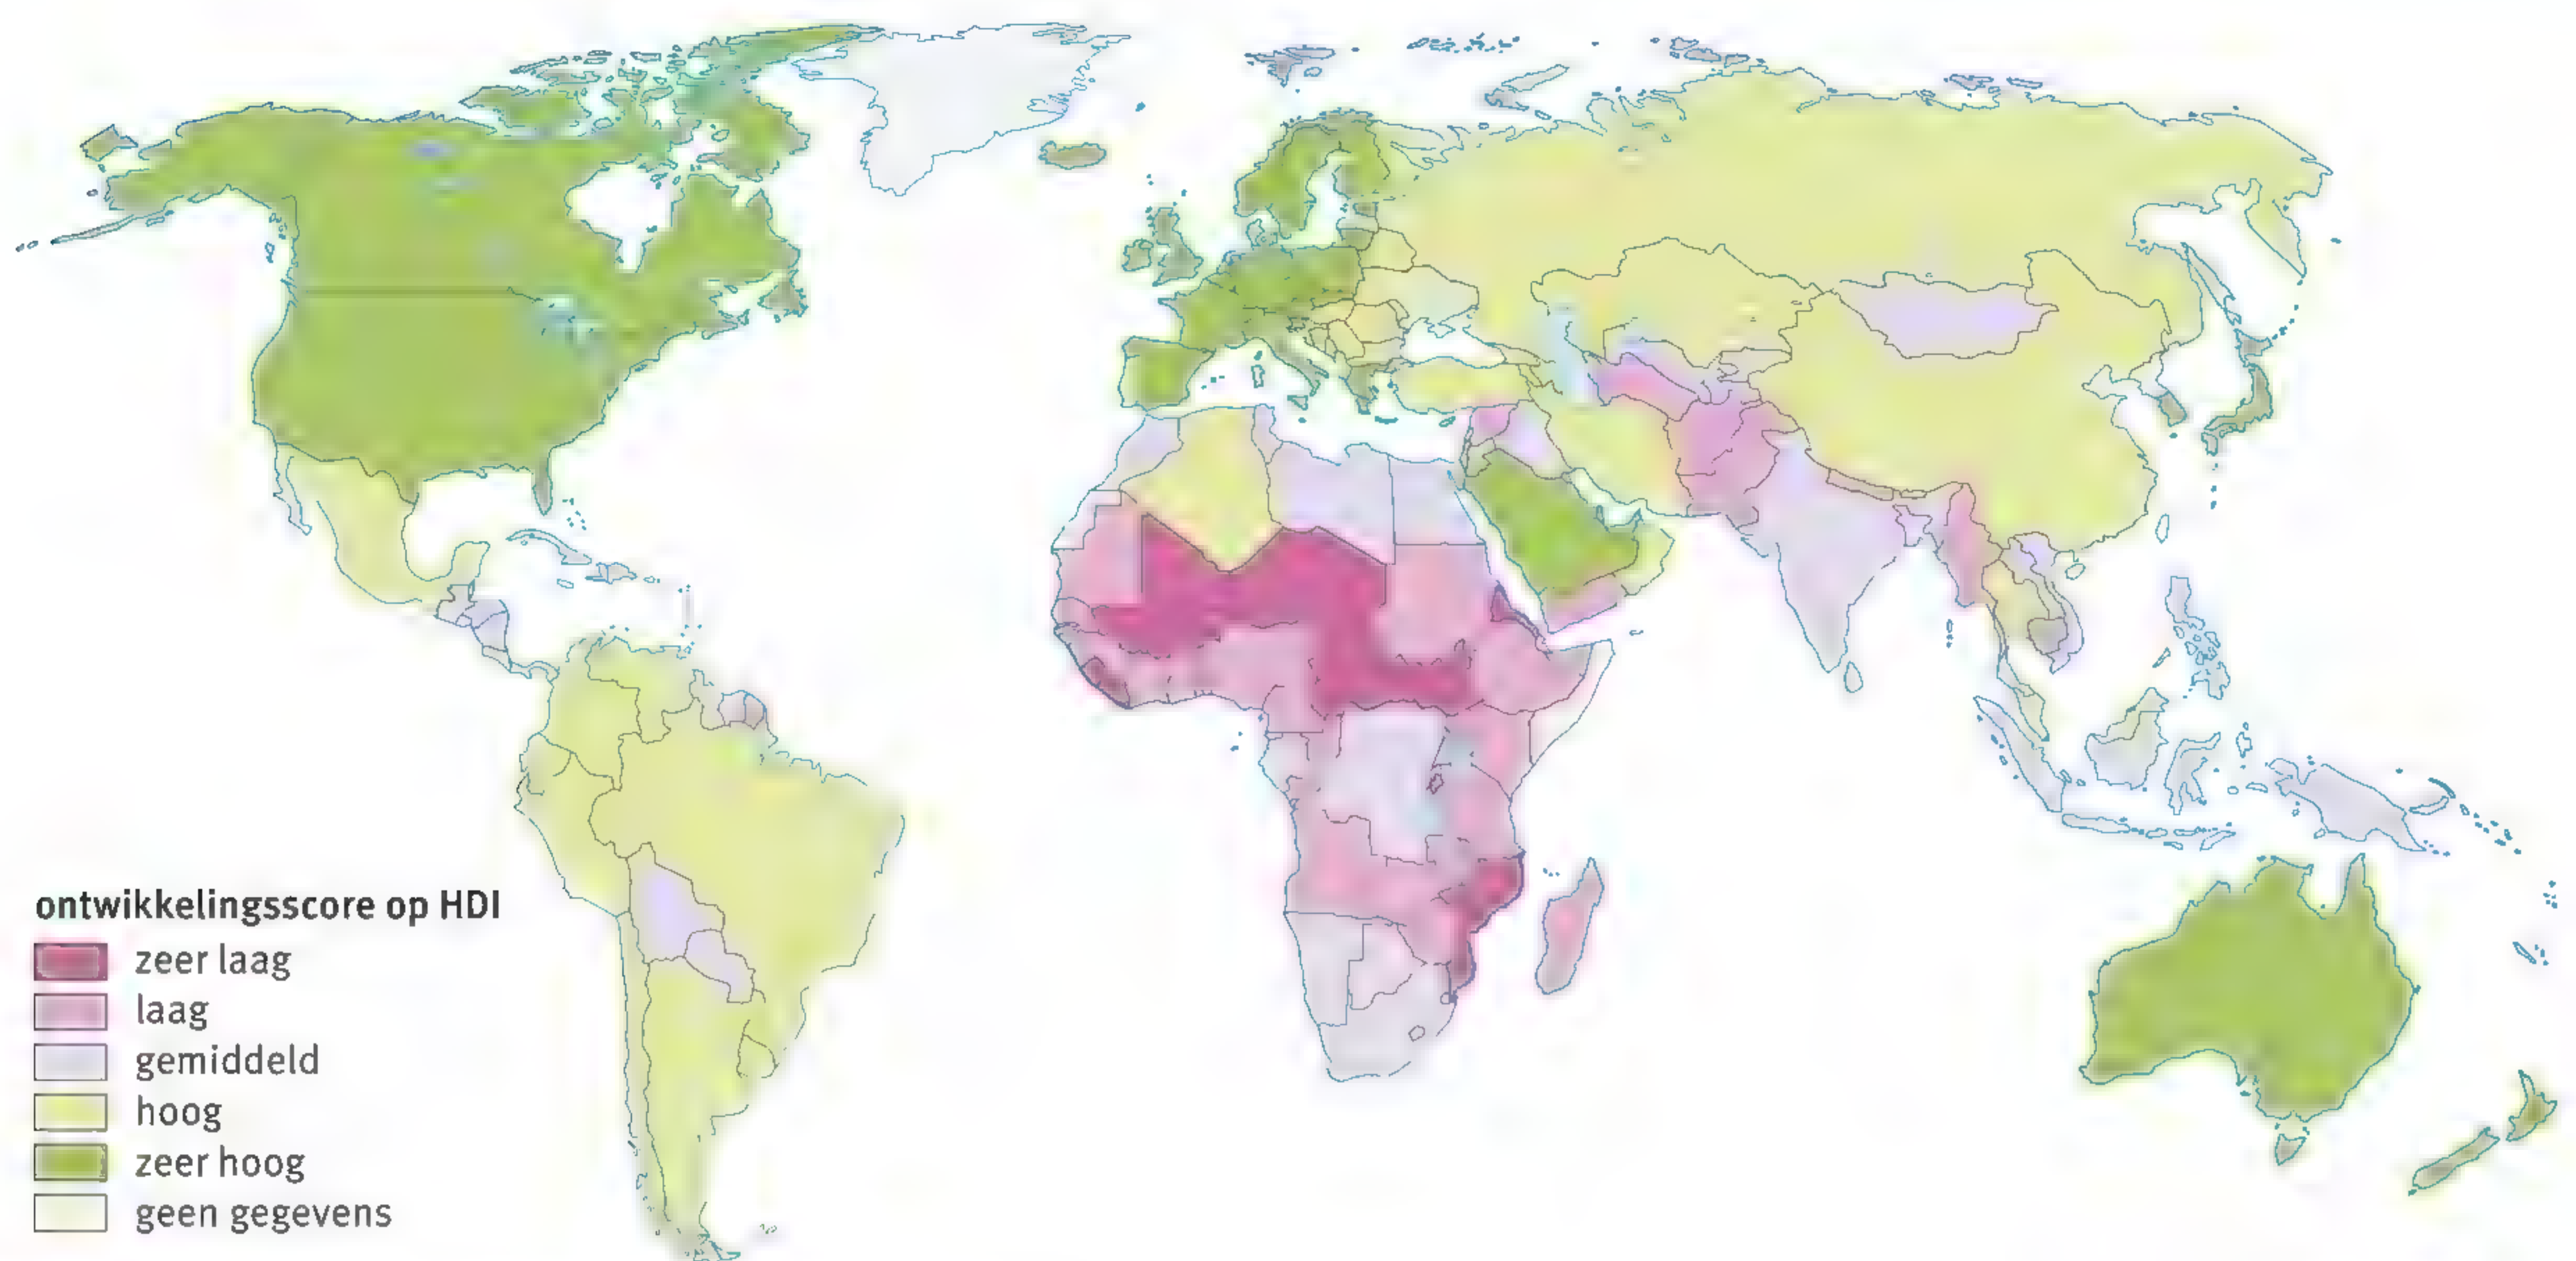 ontwikkelingsscore op HDI
zeer laag
laag
gemiddeld
hoog
zeer hoog
geen gegevens